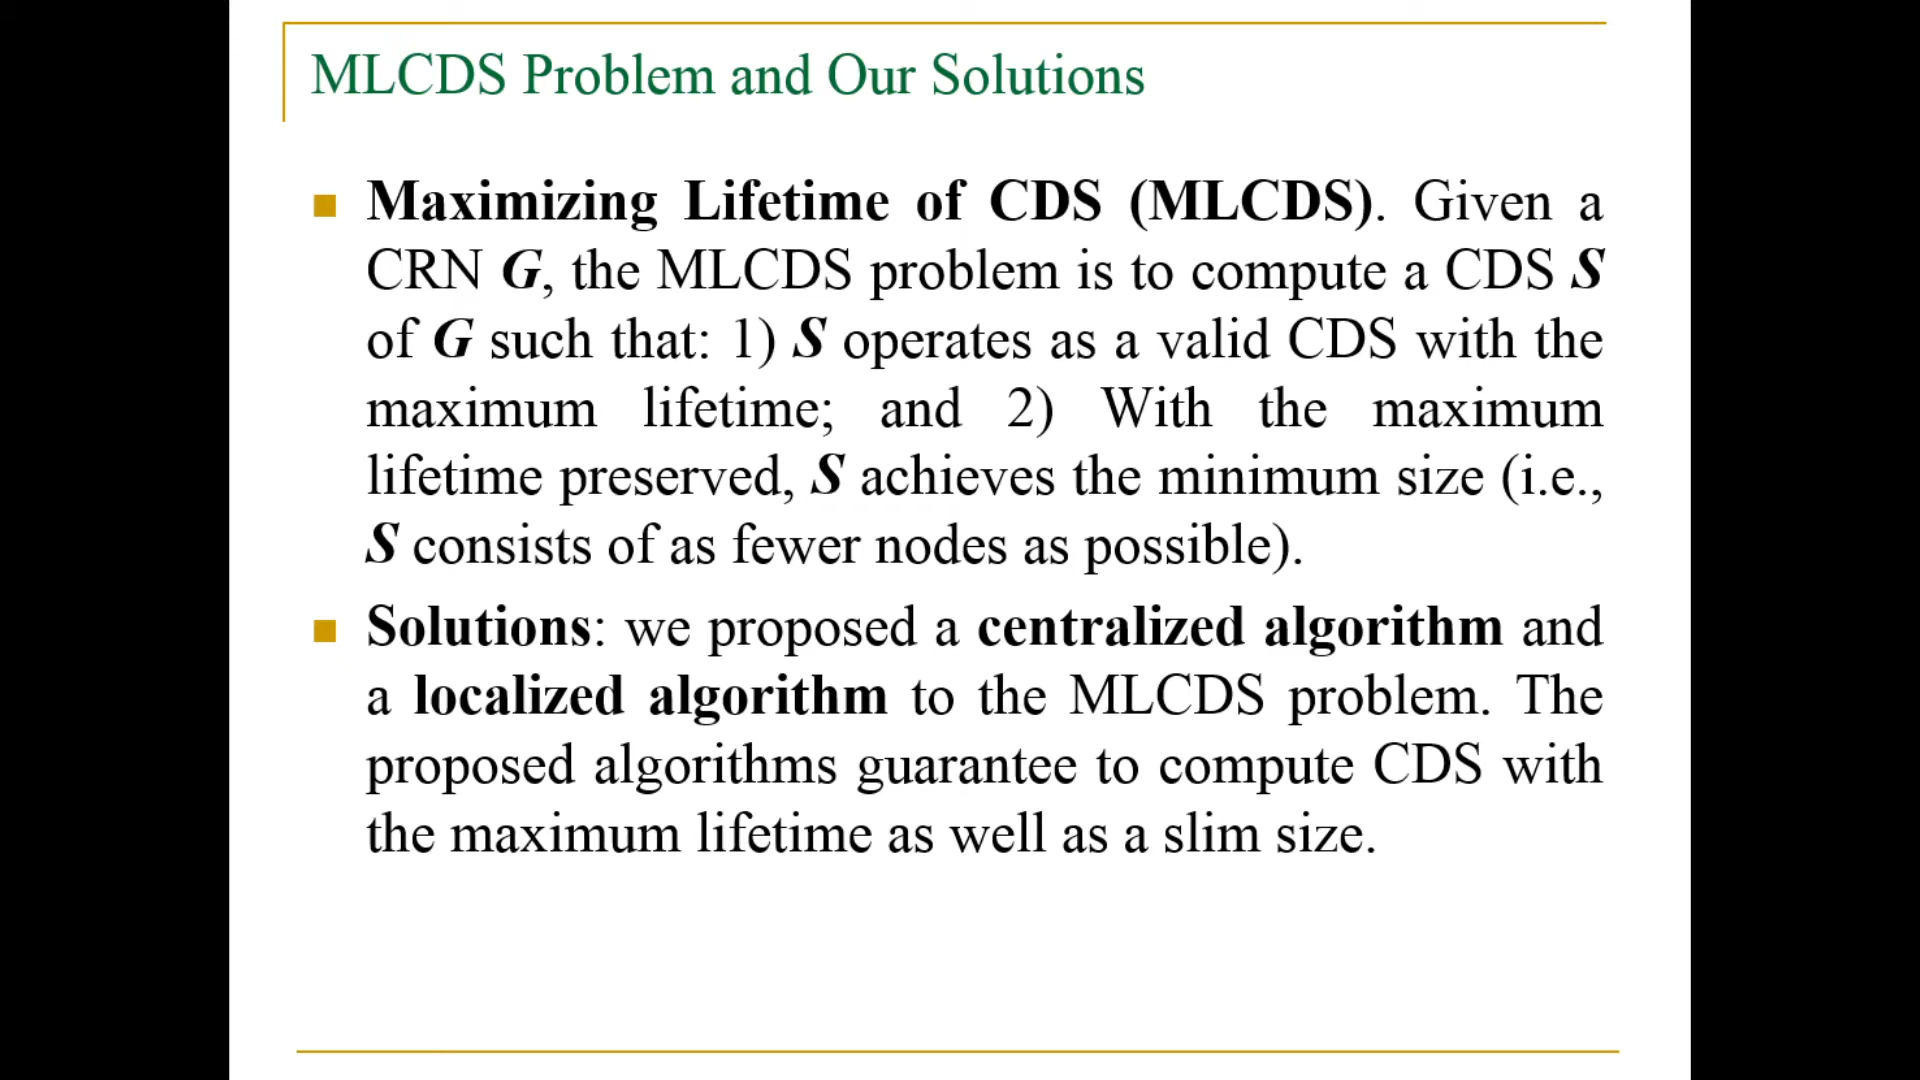 MLCDS Problem and Our Solutions
Maximizing Lifetime of CDS (MLCDS). Given a
CRN G, the MLCDS problem is to compute a CDS S
of G such that: 1) S operates as a valid CDS with the
maximum lifetime; and 2) With the maximum
lifetime preserved, S achieves the minimum size (i.e.,
S consists of as fewer nodes as possible).
Solutions: we proposed a centralized algorithm and
a localized algorithm to the MLCDS problem. The
proposed algorithms guarantee to compute CDS with
the maximum lifetime as well as a slim size.